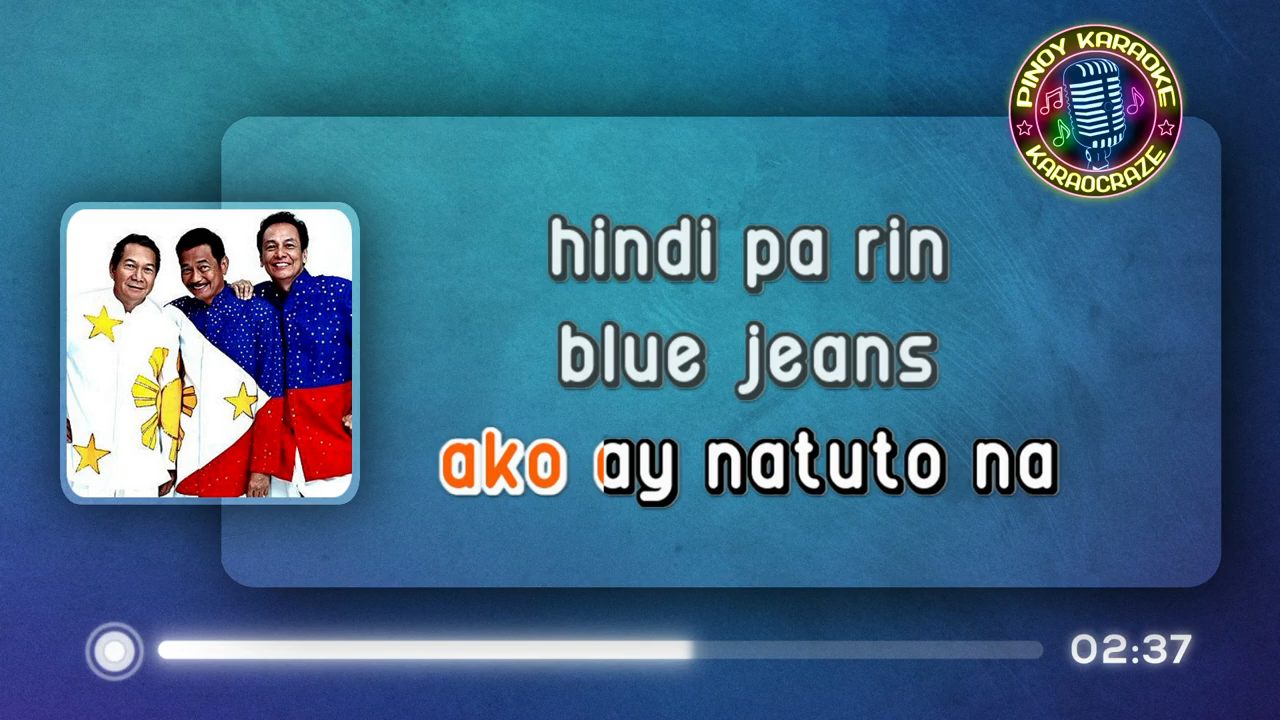 PINOY KARAOKE
KARAOCRAZE
hindi pa rin
blue jeans
ako ay natuto na
02:37